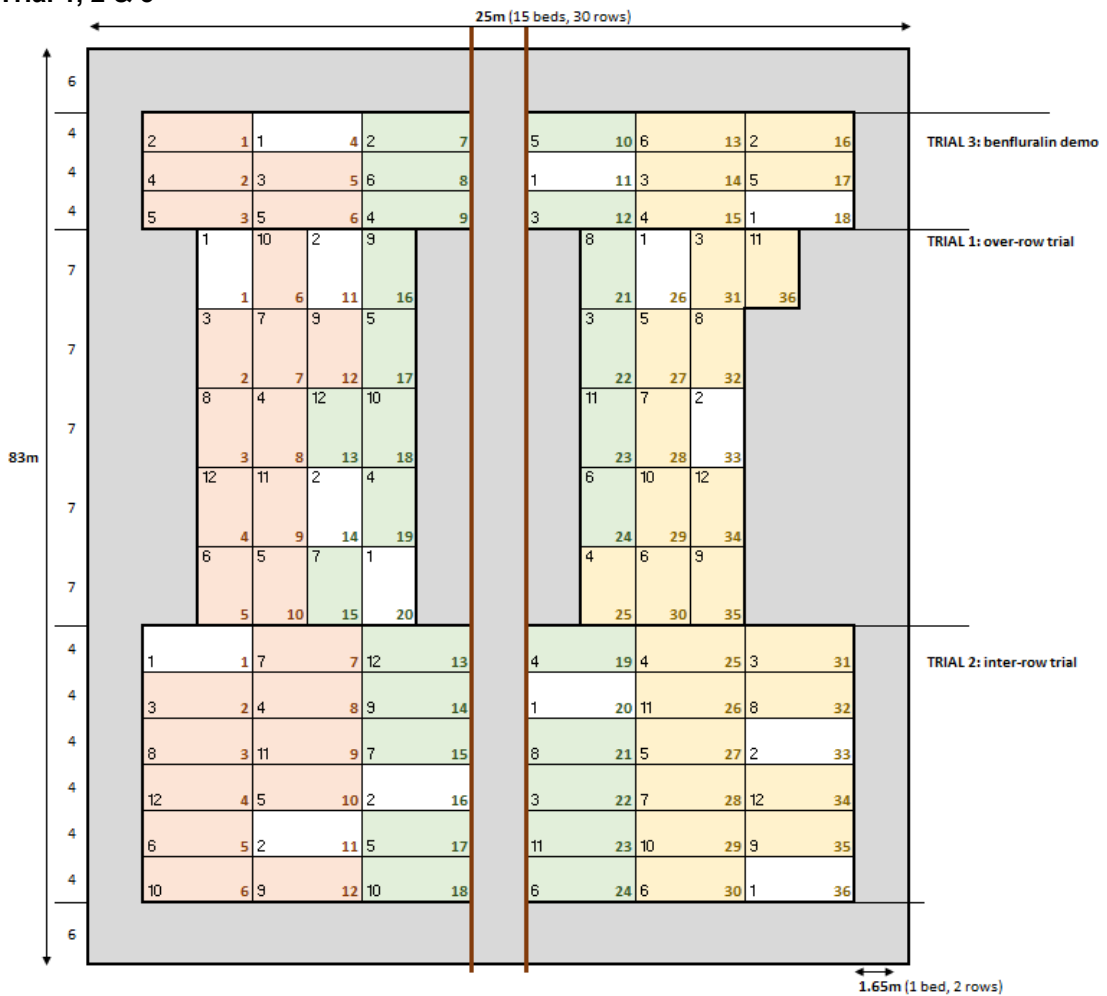 Trial 1, 2 & 3
25m (15 beds, 30 rows)
6
4 2 1 1 4 2 7 5 10 6 13 2 16 TRIAL 3: benfluralin demo
4 4 2 3 5 6 8 1 11 3 14 5 17
4 5 3 5 6 4 9 3 12 4 15 1 18
1 10 2 9 8 1 3 11 TRIAL 1: over-row trial
7
1 6 11 16 21 26 31 36
3 7 9 5 3 5 8
7
2 7 12 17 22 27 32
8 4 12 10 11 7 2
7
83m
3 8 13 18 23 28 33
12 11 2 4 6 10 12
7
4 9 14 19 24 29 34
6 5 7 1 4 6 9
7
5 10 15 20 25 30 35
4 1 1 7 7 12 13 4 19 4 25 3 31 TRIAL 2: inter-row trial
4 3 2 4 8 9 14 1 20 11 26 8 32
4 8 3 11 9 7 15 8 21 5 27 2 33
4 12 4 5 10 2 16 3 22 7 28 12 34
4 6 5 2 11 5 17 11 23 10 29 9 35
4 10 6 9 12 10 18 6 24 6 30 1 36
6
1.65m (1 bed, 2 rows)